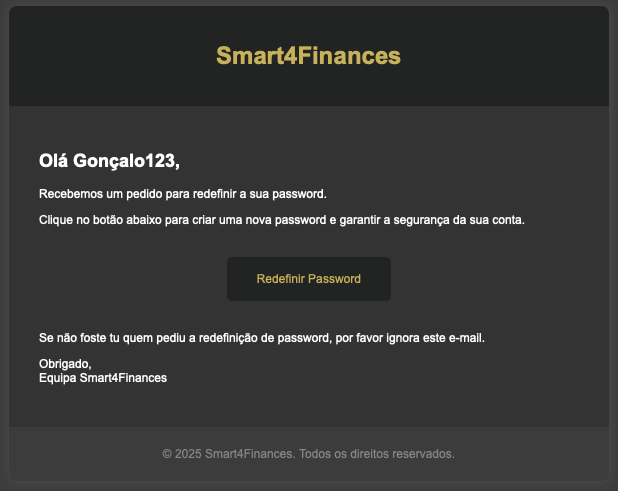 Smart4Finances
Olá Gonçalo123,
Recebemos um pedido para redefinir a sua password.
Clique no botão abaixo para criar uma nova password e garantir a segurança da sua conta.
Redefinir Password
Se não foste tu quem pediu a redefinição de password, por favor ignora este e-mail.
Obrigado,
Equipa Smart4Finances
© 2025 Smart4Finances. Todos os direitos reservados.